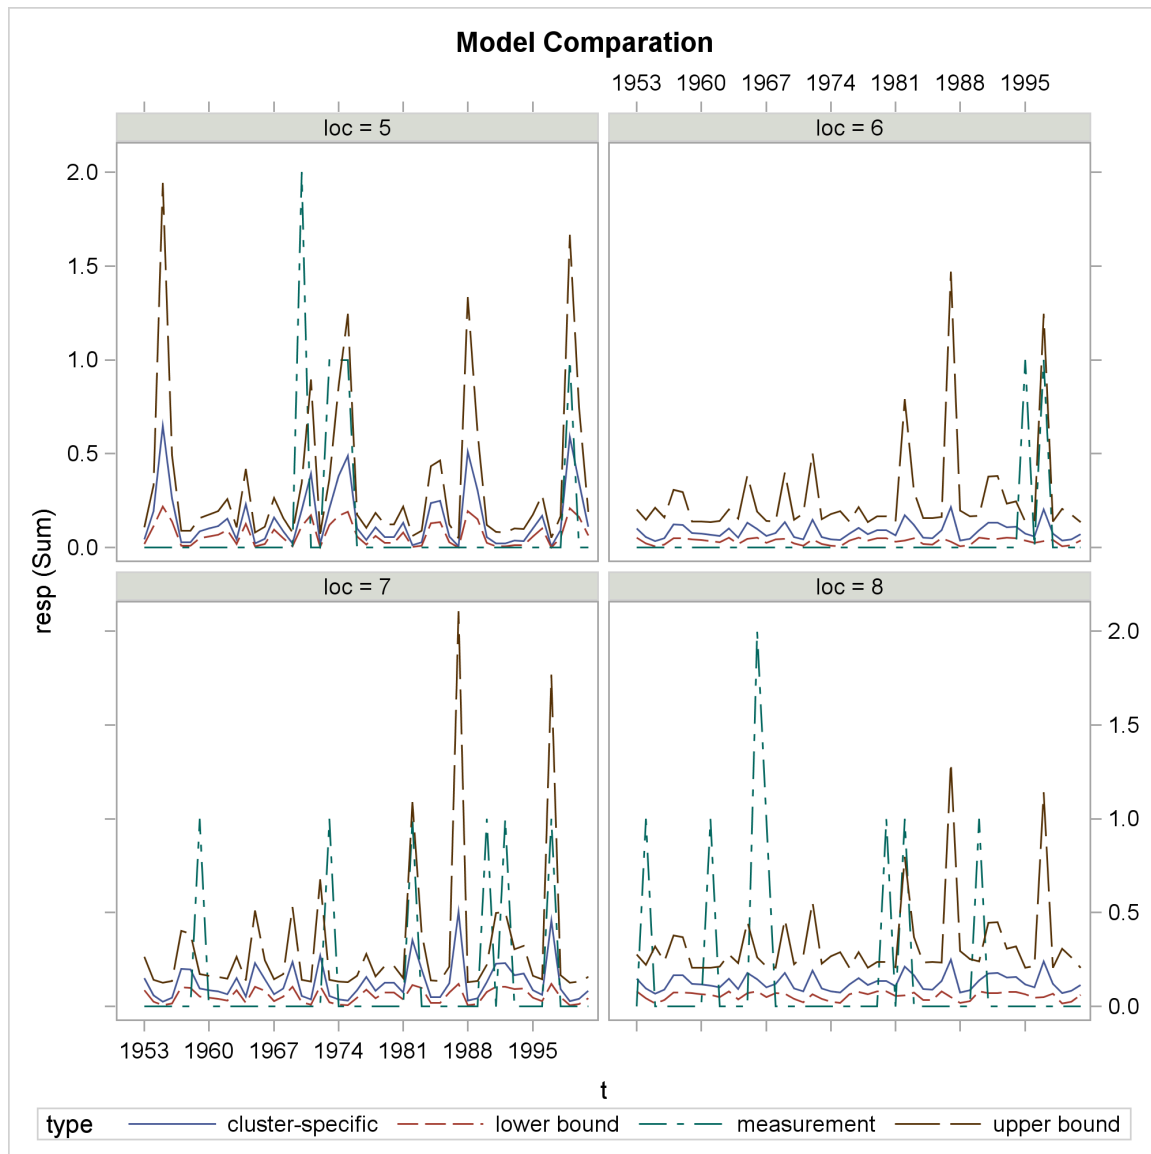 Model Comparation
1953 1960 1967 1974 1981 1988 1995
loc = 5 loc = 6
2.0
1.5
1.0
0.5
0.0
resp (Sum)
loc = 7 loc = 8
2.0
1.5
1.0
0.5
0.0
1953 1960 1967 1974 1981 1988 1995
t
type cluster-specific lower bound measurement upper bound